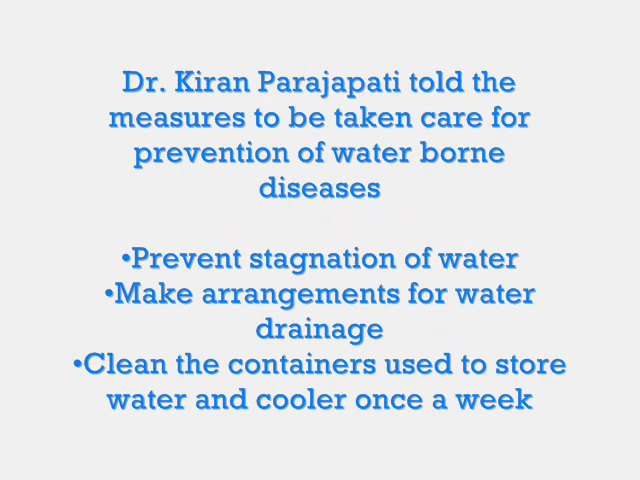 Dr. Kiran Parajapati told the
measures to be taken care for
prevention of water borne
diseases
•Prevent stagnation of water
•Make arrangements for water
drainage
•Clean the containers used to store
water and cooler once a week